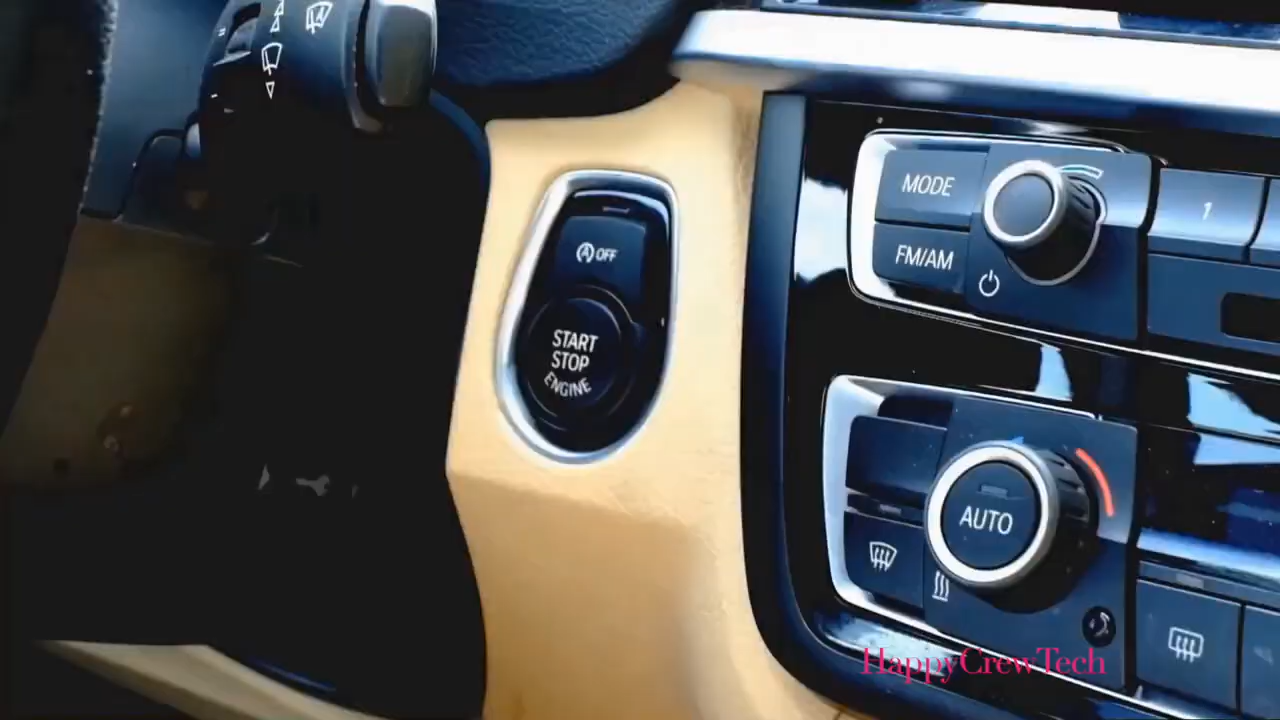 MODE
FM/AM
1
A OFF
START
STOP
ENGINE
AUTO
HappyCrewTech